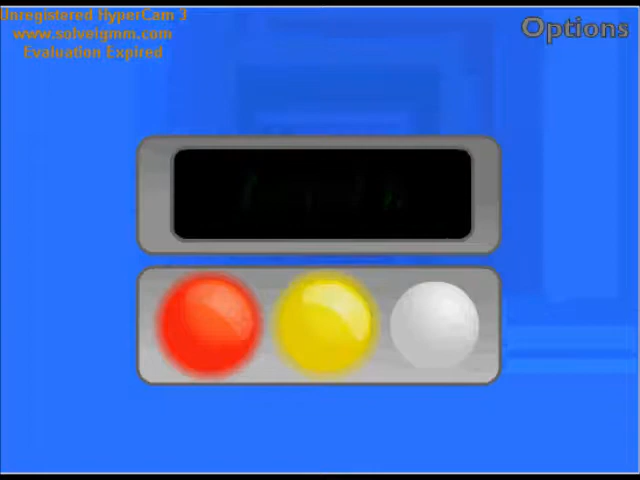 Unregistered HyperCam 3
www.solveigmm.com
Evaluation Expired
Options